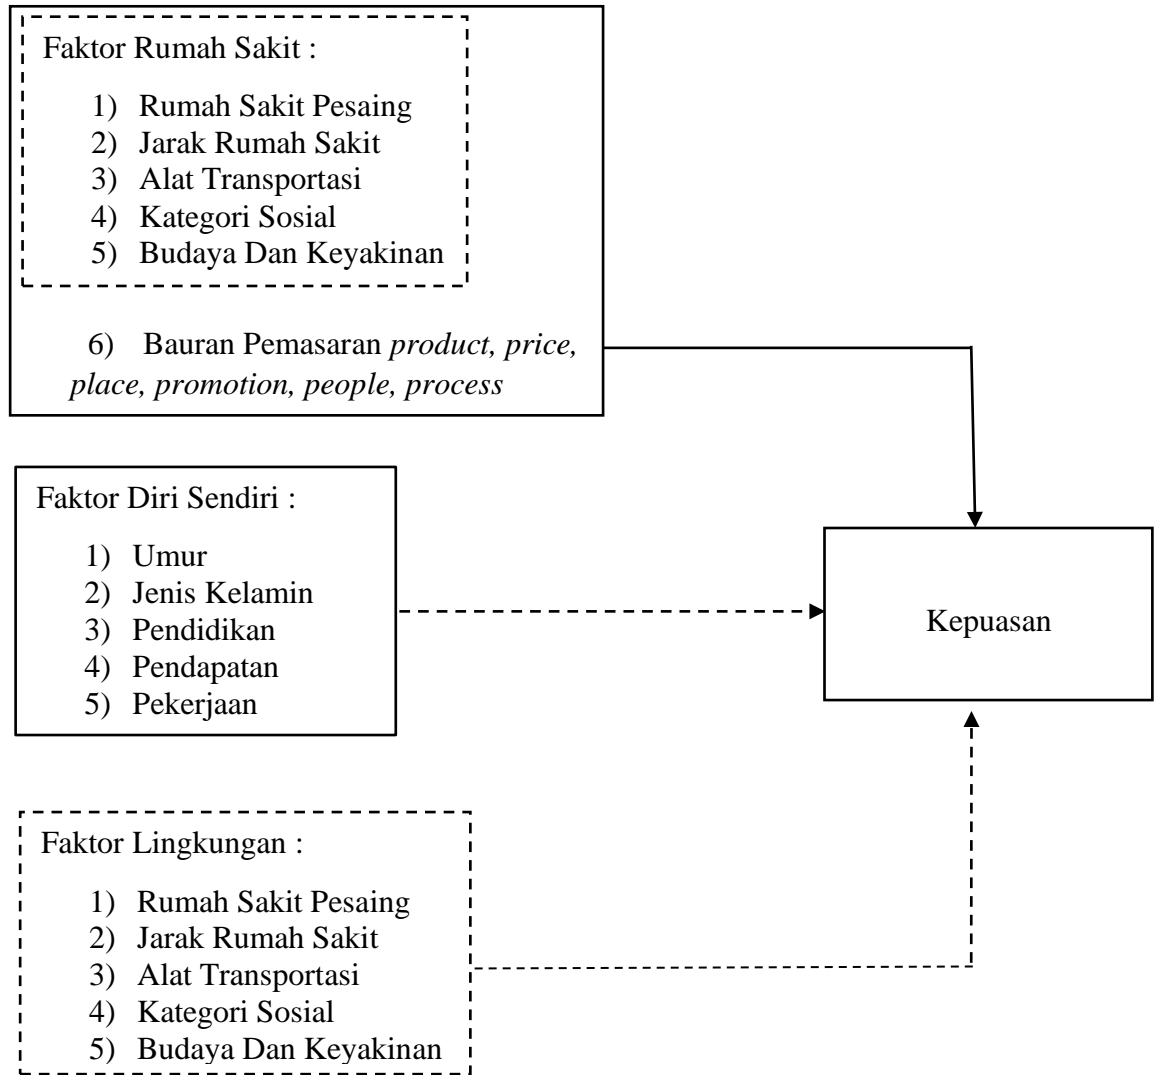 Faktor Rumah Sakit :
1) Rumah Sakit Pesaing
2) Jarak Rumah Sakit
3) Alat Transportasi
4) Kategori Sosial
5) Budaya Dan Keyakinan
6) Bauran Pemasaran product, price,
place, promotion, people, process
Faktor Diri Sendiri :
1) Umur
2) Jenis Kelamin
3) Pendidikan
4) Pendapatan
5) Pekerjaan
Kepuasan
Faktor Lingkungan :
1) Rumah Sakit Pesaing
2) Jarak Rumah Sakit
3) Alat Transportasi
4) Kategori Sosial
5) Budaya Dan Keyakinan